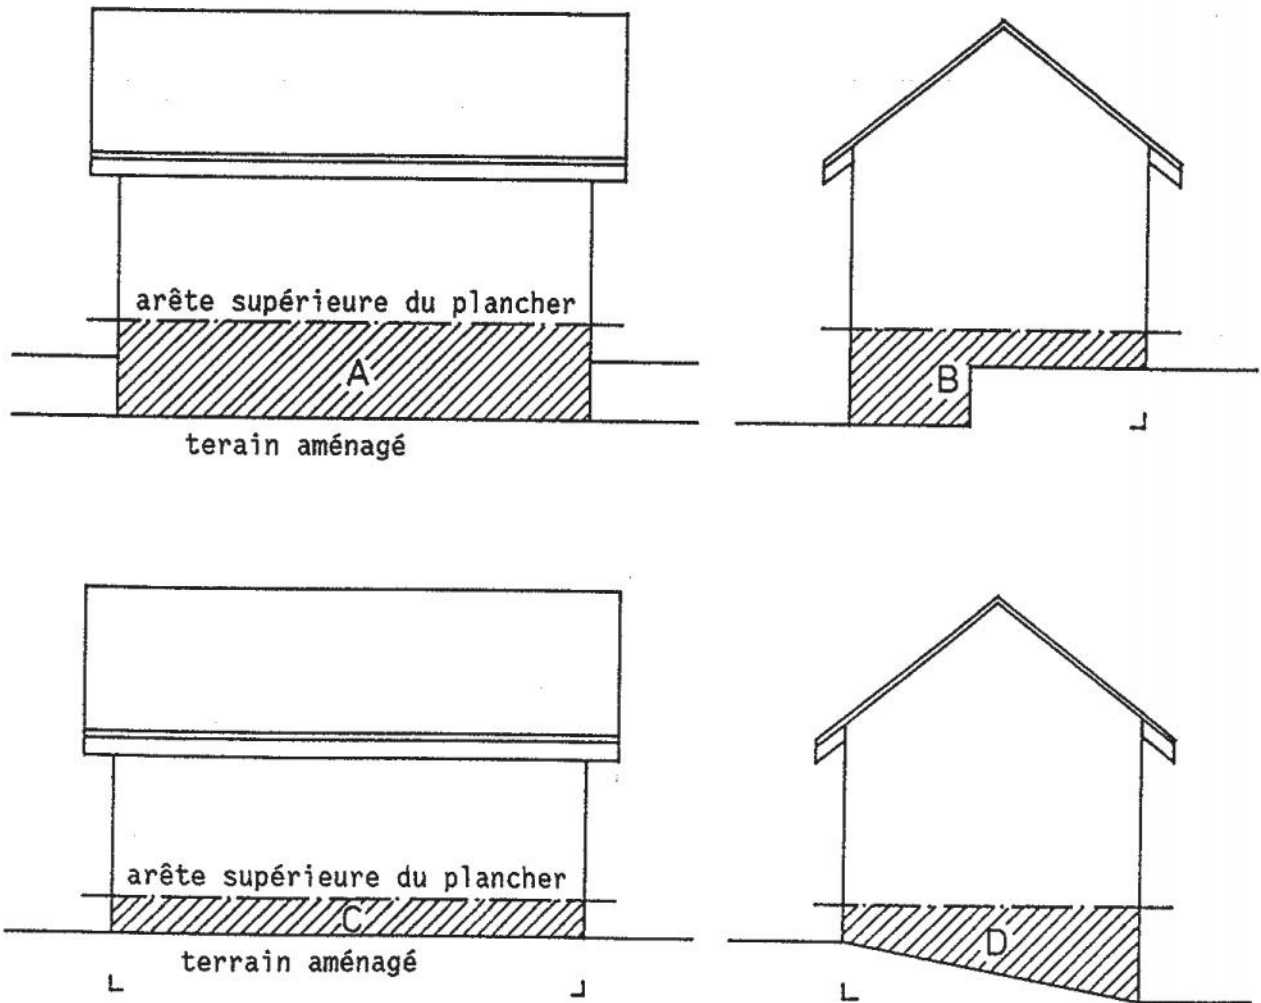 arête supérieure du plancher
A
B
terain aménagé
arête supérieure du plancher
C
D
terrain aménagé